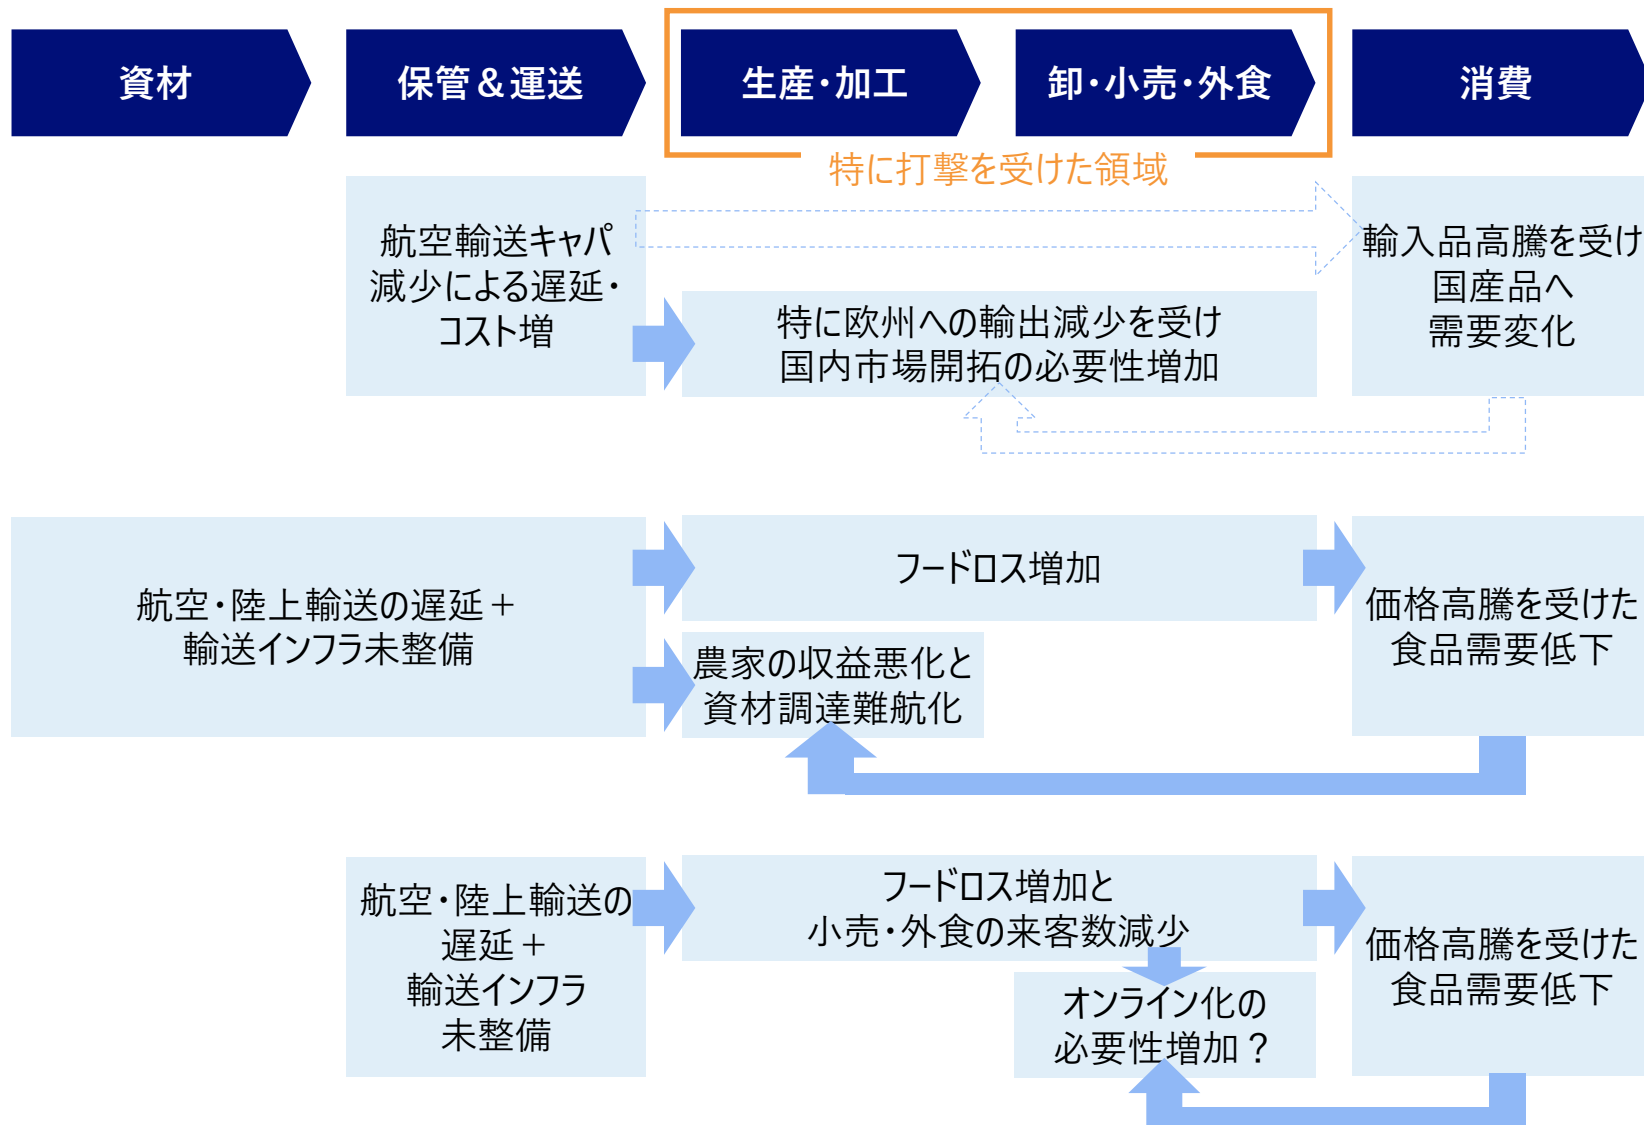 資材
保管＆運送
生産・加工
卸・小売・外食
消費
特に打撃を受けた領域
航空輸送キャパ
減少による遅延・
コスト増
特に欧州への輸出減少を受け
国内市場開拓の必要性増加
輸入品高騰を受け
国産品へ
需要変化
航空・陸上輸送の遅延＋
輸送インフラ未整備
フードロス増加
農家の収益悪化と
資材調達難航化
価格高騰を受けた
食品需要低下
航空・陸上輸送の
遅延＋
輸送インフラ
未整備
フードロス増加と
小売・外食の来客数減少
オンライン化の
必要性増加？
価格高騰を受けた
食品需要低下